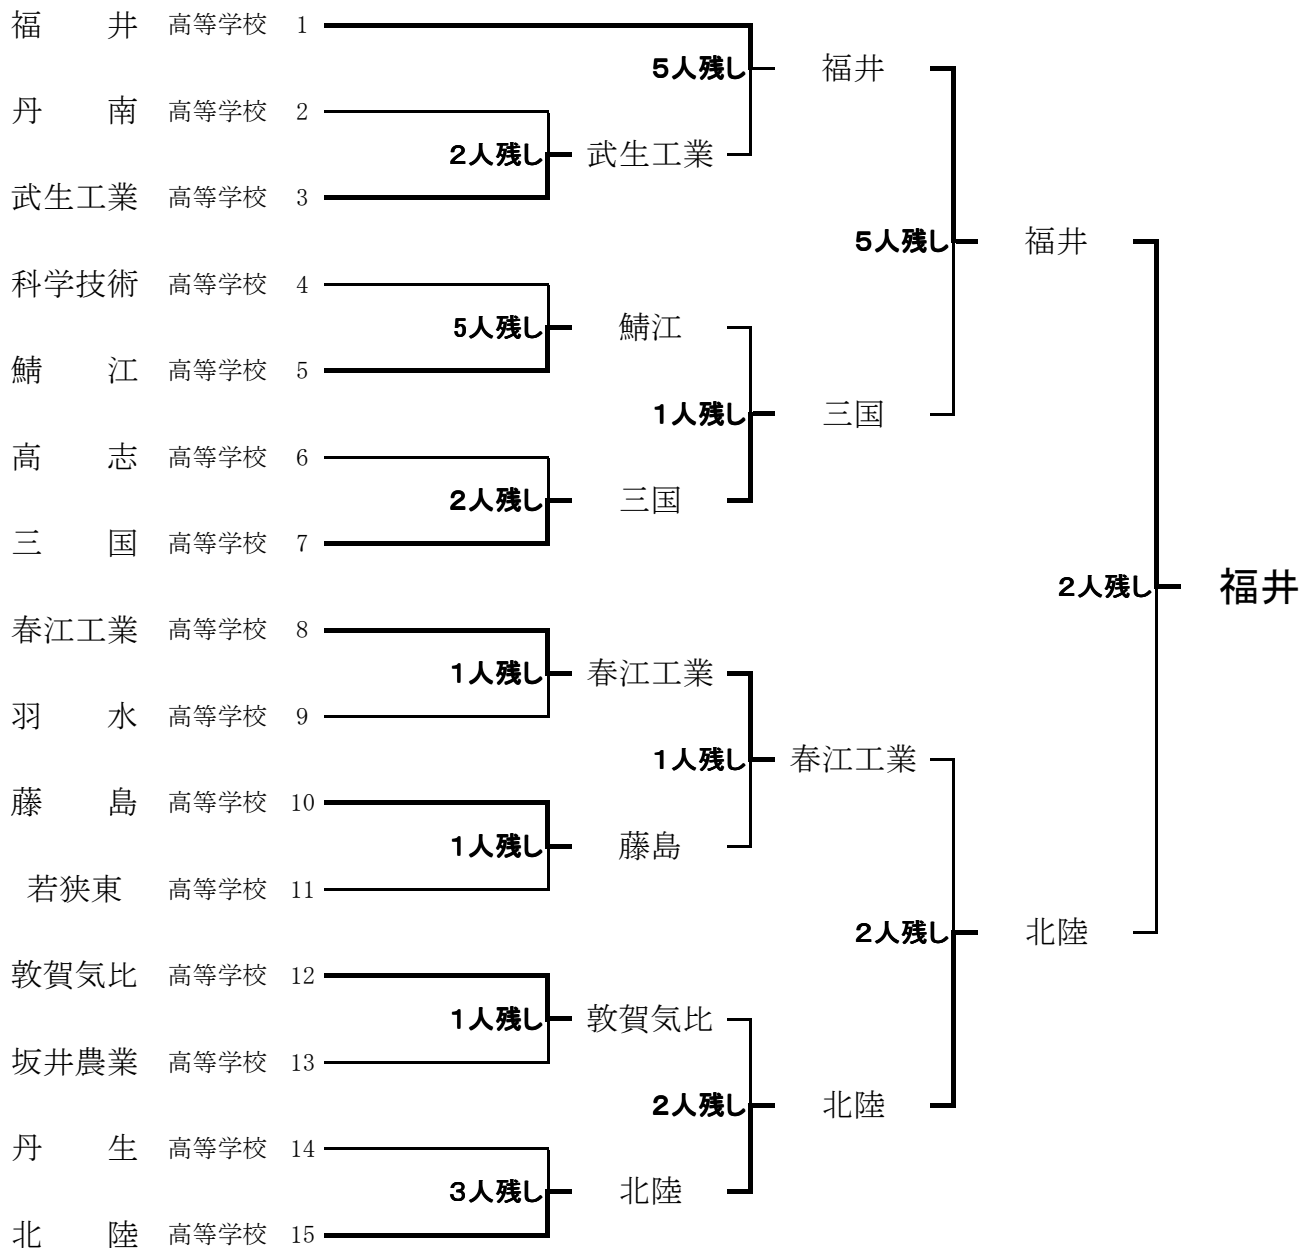 福井 高等学校 1
5人残し 福井
丹南 高等学校 2
2人残し 武生工業
武生工業 高等学校 3
5人残し 福井
科学技術 高等学校 4
5人残し 鯖江
鯖江 高等学校 5
1人残し 三国
高志 高等学校 6
2人残し 三国
三国 高等学校 7
2人残し 福井
春江工業 高等学校 8
1人残し 春江工業
羽水 高等学校 9
1人残し 春江工業
藤島 高等学校 10
1人残し 藤島
若狭東 高等学校 11
2人残し 北陸
敦賀気比 高等学校 12
1人残し 敦賀気比
坂井農業 高等学校 13
2人残し 北陸
丹生 高等学校 14
3人残し 北陸
北陸 高等学校 15